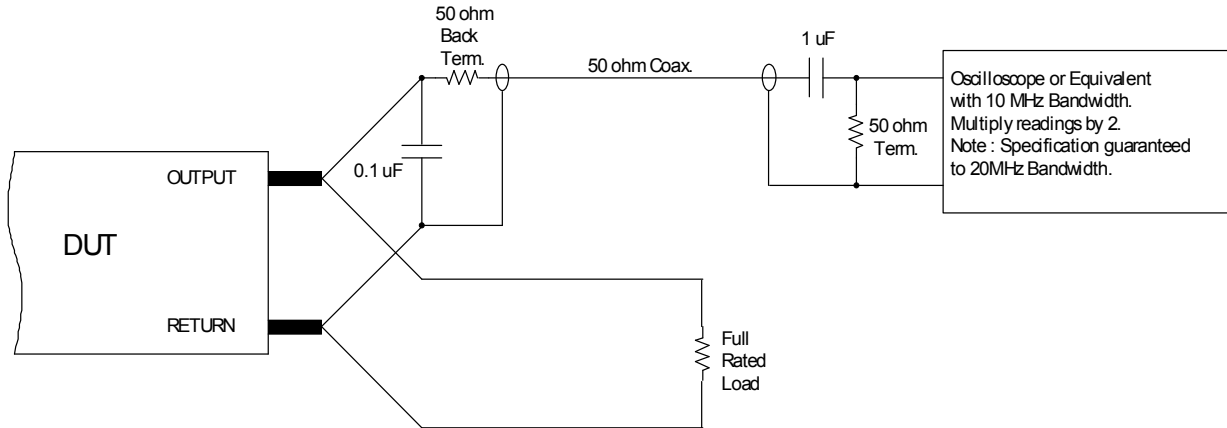 50 ohm
Back
Term.
50 ohm Coax.
1 uF
Oscilloscope or Equivalent
with 10 MHz Bandwidth.
Multiply readings by 2.
Note : Specification guaranteed
to 20MHz Bandwidth.
50 ohm
Term.
0.1 uF
OUTPUT
DUT
RETURN
Full
Rated
Load